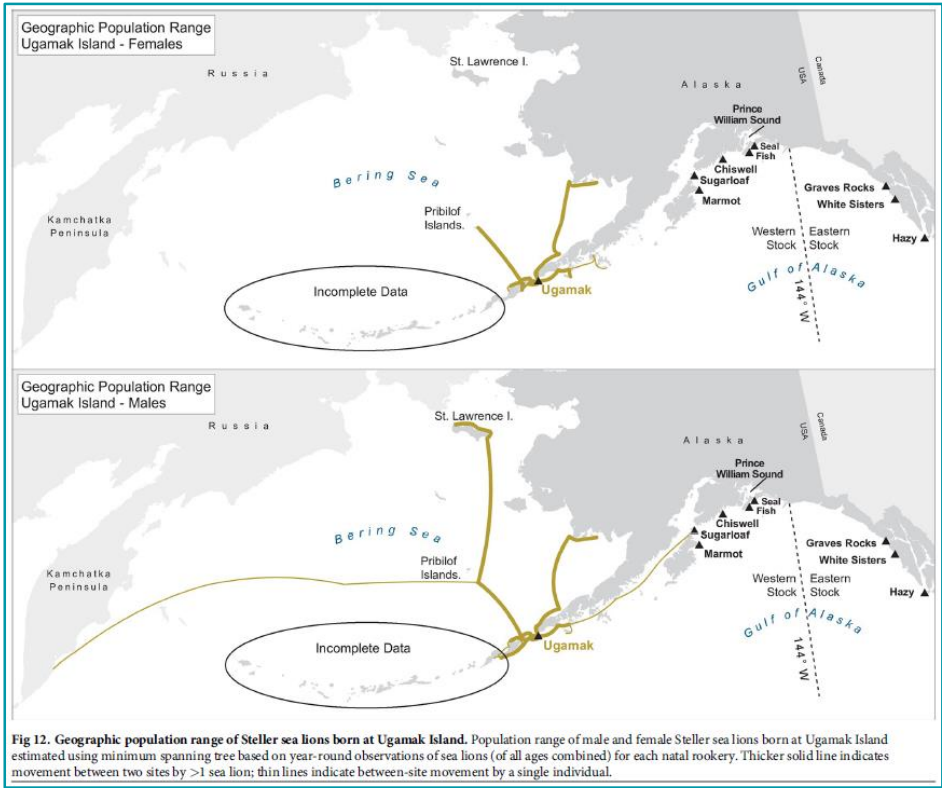 Geographic Population Range
Ugamak Island - Females
Russia
St. Lawrence I.
Alaska
USA
Canada
Prince
William Sound
Seal
Fish
Chiswell
Sugarloaf
Marmot
Graves Rocks
White Sisters
Hazy
Bering Sea
Pribilof
Islands.
Kamchatka
Peninsula
Western
Stock
Eastern
Stock
Gulf of Alaska
144° W
Incomplete Data
Ugamak
Geographic Population Range
Ugamak Island - Males
Russia
St. Lawrence I.
Alaska
USA
Canada
Prince
William Sound
Seal
Fish
Chiswell
Sugarloaf
Marmot
Graves Rocks
White Sisters
Hazy
Bering Sea
Pribilof
Islands.
Kamchatka
Peninsula
Western
Stock
Eastern
Stock
Gulf of Alaska
144° W
Incomplete Data
Ugamak
Fig 12. Geographic population range of Steller sea lions born at Ugamak Island. Population range of male and female Steller sea lions born at Ugamak Island
estimated using minimum spanning tree based on year-round observations of sea lions (of all ages combined) for each natal rookery. Thicker solid line indicates
movement between two sites by >1 sea lion; thin lines indicate between-site movement by a single individual.